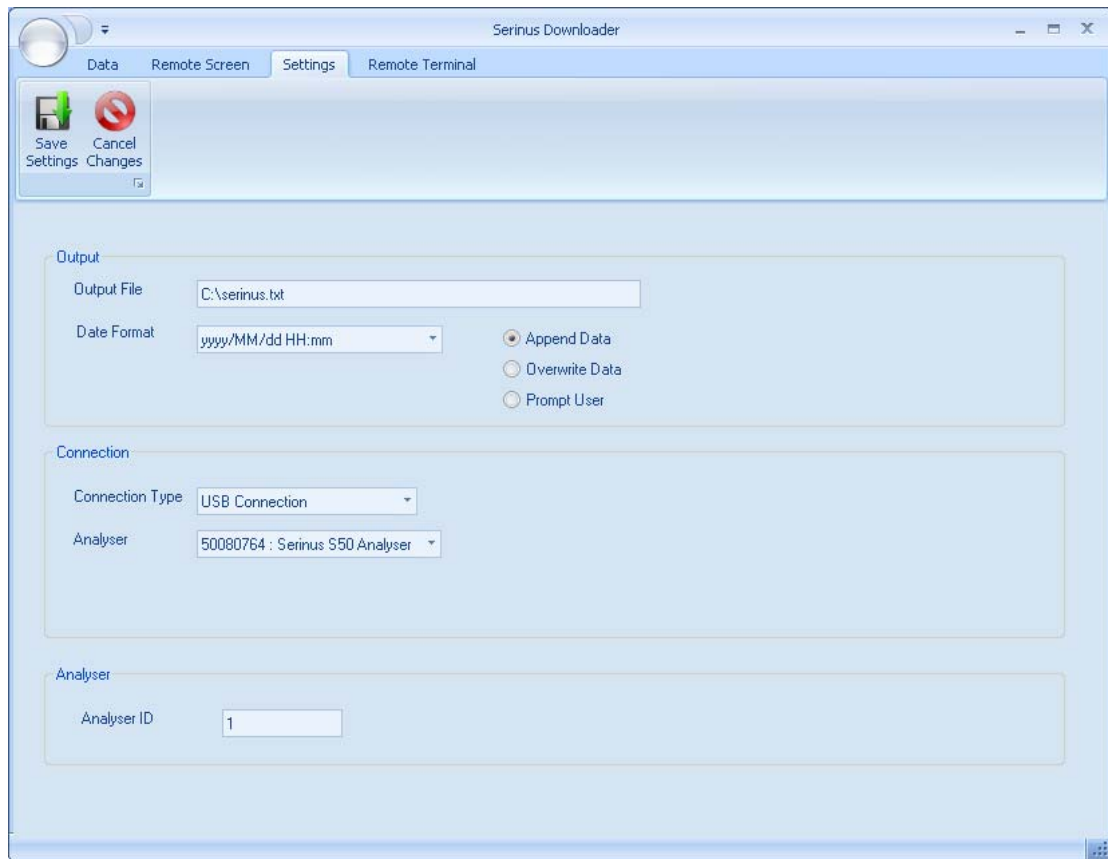 Serinus Downloader
Data Remote Screen Settings Remote Terminal
Save Settings
Cancel Changes
Output
Output File C:\serinus.txt
Date Format yyyy/MM/dd HH:mm
Append Data
Overwrite Data
Prompt User
Connection
Connection Type USB Connection
Analyser 50080764 : Serinus S50 Analyser
Analyser
Analyser ID 1